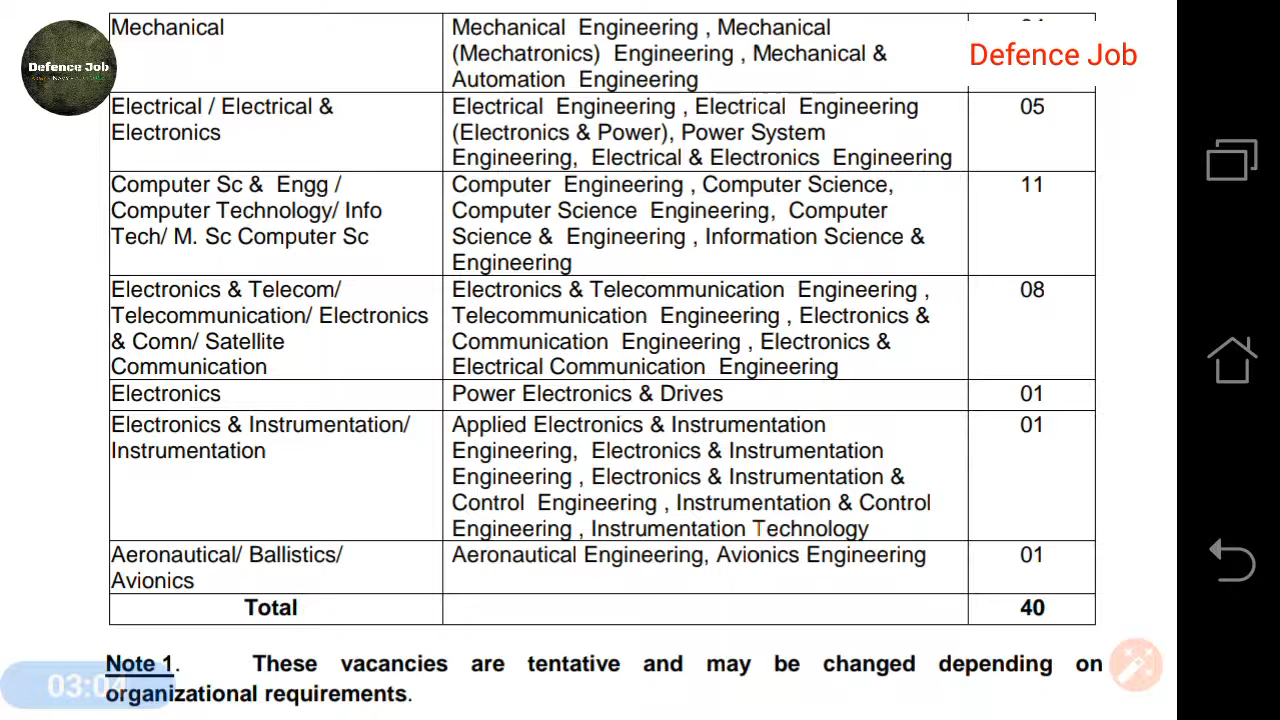 Mechanical
Mechanical Engineering , Mechanical
(Mechatronics) Engineering , Mechanical &
Automation Engineering
Defence Job
Defence Job
Electrical / Electrical &
Electronics
Electrical Engineering , Electrical Engineering
(Electronics & Power), Power System
Engineering, Electrical & Electronics Engineering
05
Computer Sc & Engg /
Computer Technology/ Info
Tech/ M. Sc Computer Sc
Computer Engineering , Computer Science,
Computer Science Engineering, Computer
Science & Engineering , Information Science &
Engineering
11
Electronics & Telecom/
Telecommunication/ Electronics
& Comn/ Satellite
Communication
Electronics & Telecommunication Engineering ,
Telecommunication Engineering , Electronics &
Communication Engineering , Electronics &
Electrical Communication Engineering
08
Electronics
Power Electronics & Drives
01
Electronics & Instrumentation/
Instrumentation
Applied Electronics & Instrumentation
Engineering, Electronics & Instrumentation
Engineering , Electronics & Instrumentation &
Control Engineering , Instrumentation & Control
Engineering , Instrumentation Technology
01
Aeronautical/ Ballistics/
Avionics
Aeronautical Engineering, Avionics Engineering
01
Total
40
Note 1. These vacancies are tentative and may be changed depending on
organizational requirements.
03:04